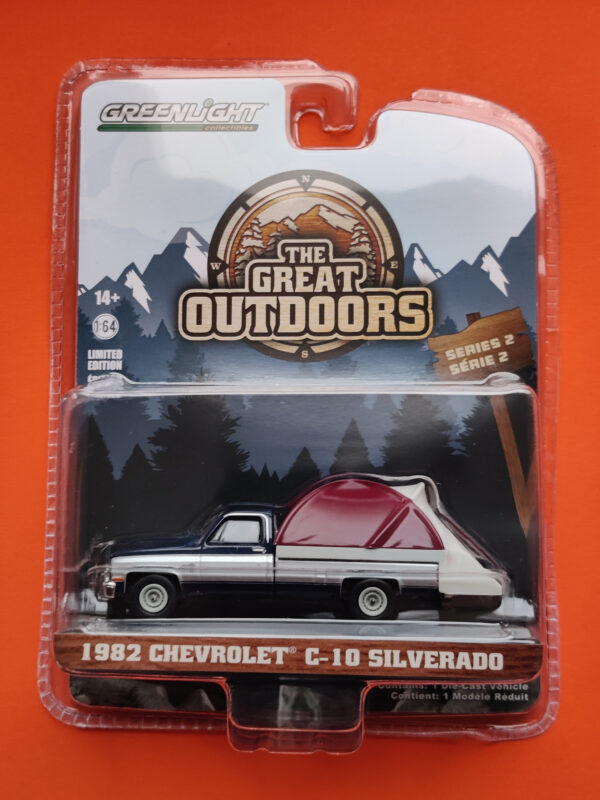 GREENLiGHT
collectibles
N
W
E
S
THE
GREAT
OUTDOORS
14+
1:64
LIMITED
EDITION
SERIES 2
SÉRIE 2
1982 CHEVROLET® C-10 SILVERADO
Contains: 1 Die-Cast Vehicle
Contient: 1 Modèle Réduit